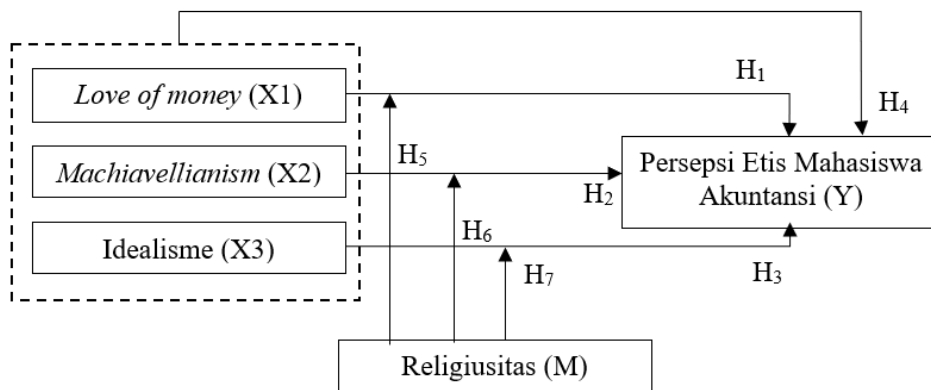 Love of money (X1)
H1
H4
H5
Machiavellianism (X2)
H2
Persepsi Etis Mahasiswa
Akuntansi (Y)
H6
Idealisme (X3)
H7
H3
Religiusitas (M)